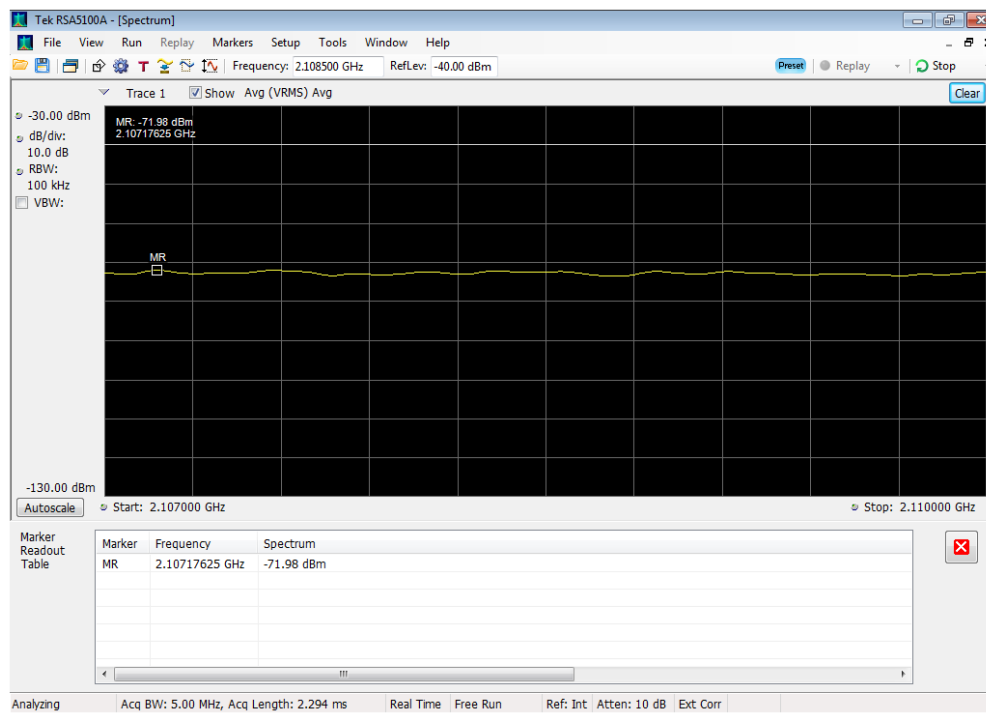 Tek RSA5100A - [Spectrum]
File View Run Replay Markers Setup Tools Window Help
T Frequency: 2.108500 GHz RefLev: -40.00 dBm Preset Replay Stop
Trace 1 Show Avg (VRMS) Avg Clear
-30.00 dBm
dB/div:
10.0 dB
RBW:
100 kHz
VBW:
MR: -71.98 dBm
2.10717625 GHz
MR
-130.00 dBm
Autoscale Start: 2.107000 GHz Stop: 2.110000 GHz
Marker
Readout
Table
Marker Frequency Spectrum
MR 2.10717625 GHz -71.98 dBm
Analyzing Acq BW: 5.00 MHz, Acq Length: 2.294 ms Real Time Free Run Ref: Int Atten: 10 dB Ext Corr